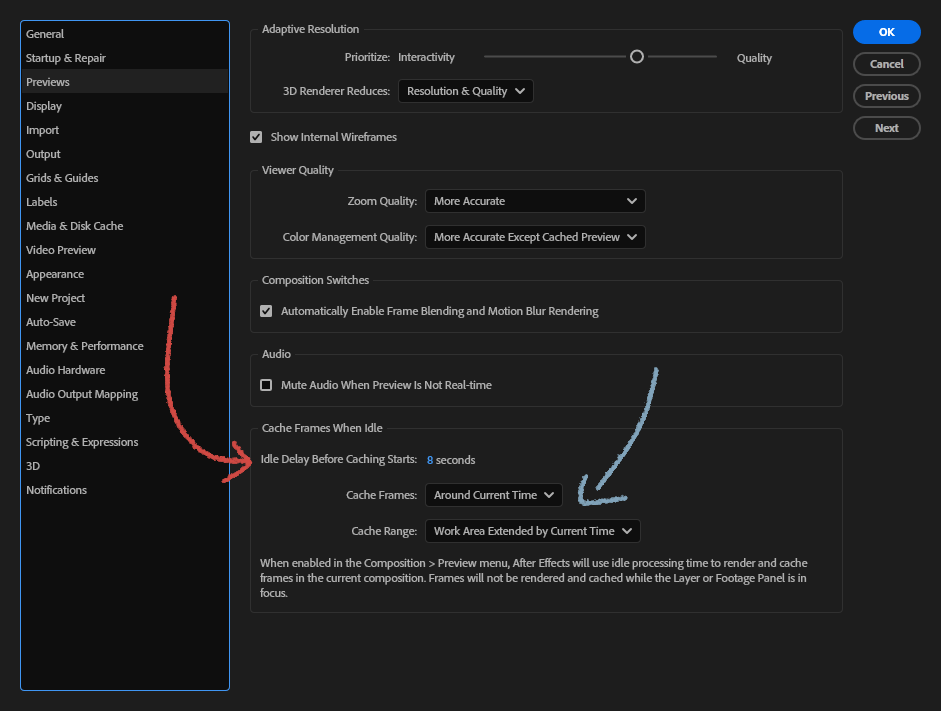 General
Startup & Repair
Previews
Display
Import
Output
Grids & Guides
Labels
Media & Disk Cache
Video Preview
Appearance
New Project
Auto-Save
Memory & Performance
Audio Hardware
Audio Output Mapping
Type
Scripting & Expressions
3D
Notifications
Adaptive Resolution
Prioritize: Interactivity Quality
3D Renderer Reduces: Resolution & Quality
Show Internal Wireframes
Viewer Quality
Zoom Quality: More Accurate
Color Management Quality: More Accurate Except Cached Preview
Composition Switches
Automatically Enable Frame Blending and Motion Blur Rendering
Audio
Mute Audio When Preview Is Not Real-time
Cache Frames When Idle
Idle Delay Before Caching Starts: 8 seconds
Cache Frames: Around Current Time
Cache Range: Work Area Extended by Current Time
When enabled in the Composition > Preview menu, After Effects will use idle processing time to render and cache
frames in the current composition. Frames will not be rendered and cached while the Layer or Footage Panel is in
focus.
OK
Cancel
Previous
Next